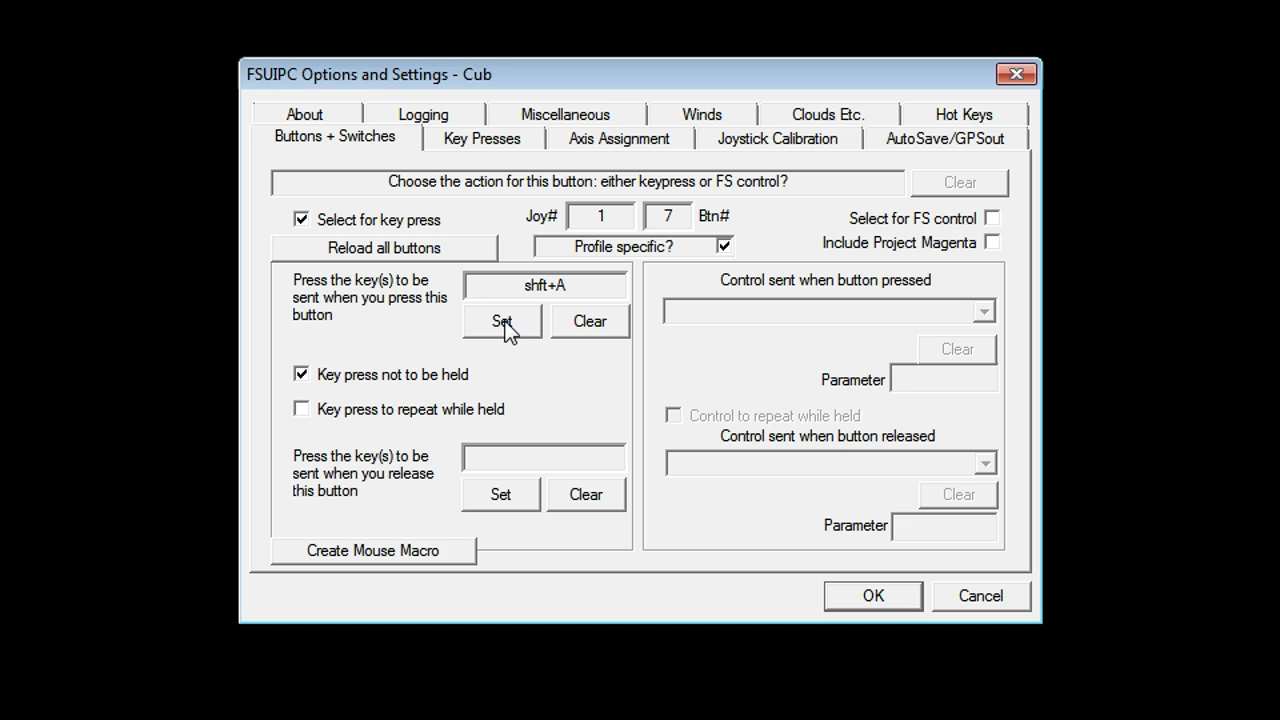 FSUIPC Options and Settings - Cub
About Logging Miscellaneous Winds Clouds Etc. Hot Keys
Buttons + Switches Key Presses Axis Assignment Joystick Calibration AutoSave/GPSout
Choose the action for this button: either keypress or FS control? Clear
Select for key press Joy# 1 7 Btn# Select for FS control
Reload all buttons Profile specific? Include Project Magenta
Press the key(s) to be
sent when you press this
button
shft+A
Set Clear
Key press not to be held
Key press to repeat while held
Press the key(s) to be
sent when you release
this button
Set Clear
Create Mouse Macro
Control sent when button pressed
Clear
Parameter
Control to repeat while held
Control sent when button released
Clear
Parameter
OK Cancel